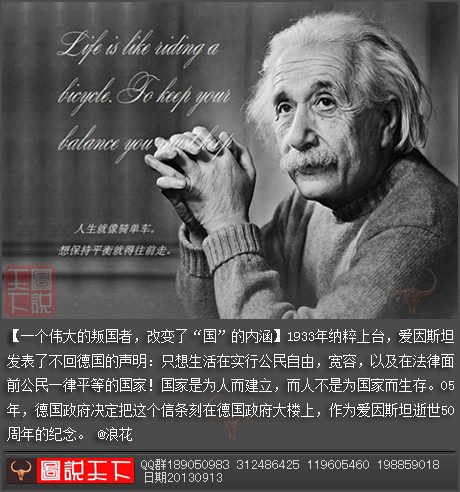 Life is like riding a
bicycle. To keep your
balance you must keep
人生就像骑单车。
想保持平衡就得往前走。
圖説天下
【一个伟大的叛国者，改变了“国”的内涵】1933年纳粹上台，爱因斯坦
发表了不回德国的声明：只想生活在实行公民自由，宽容，以及在法律面
前公民一律平等的国家！国家是为人而建立，而人不是为国家而生存。05
年，德国政府决定把这个信条刻在德国政府大楼上，作为爱因斯坦逝世50
周年的纪念。 @浪花
圖説天下
QQ群189050983 312486425 119605460 198859018
日期20130913